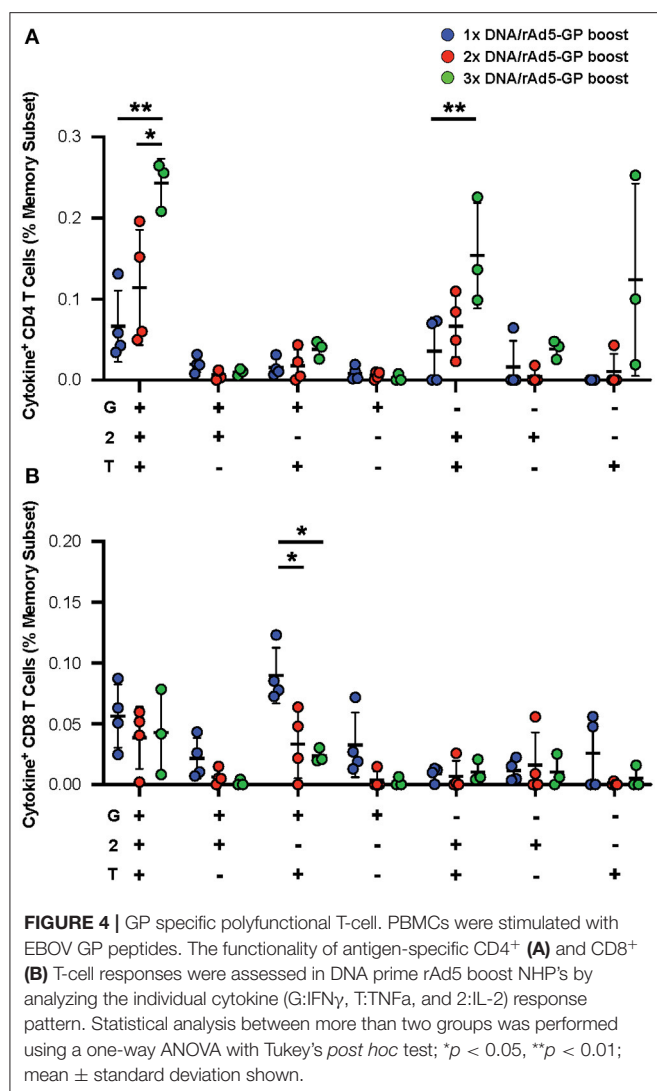 A
1x DNA/rAd5-GP boost
2x DNA/rAd5-GP boost
3x DNA/rAd5-GP boost
** * **
Cytokine+ CD4 T Cells (% Memory Subset)
0.3
0.2
0.1
0.0
G + + + + - - -
2 + + - - + + -
T + - + - + - +
B
* *
Cytokine+ CD8 T Cells (% Memory Subset)
0.20
0.15
0.10
0.05
0.00
G + + + + - - -
2 + + - - + + -
T + - + - + - +
FIGURE 4 | GP specific polyfunctional T-cell. PBMCs were stimulated with
EBOV GP peptides. The functionality of antigen-specific CD4+ (A) and CD8+
(B) T-cell responses were assessed in DNA prime rAd5 boost NHP's by
analyzing the individual cytokine (G:IFNγ, T:TNFa, and 2:IL-2) response
pattern. Statistical analysis between more than two groups was performed
using a one-way ANOVA with Tukey's post hoc test; *p < 0.05, **p < 0.01;
mean ± standard deviation shown.